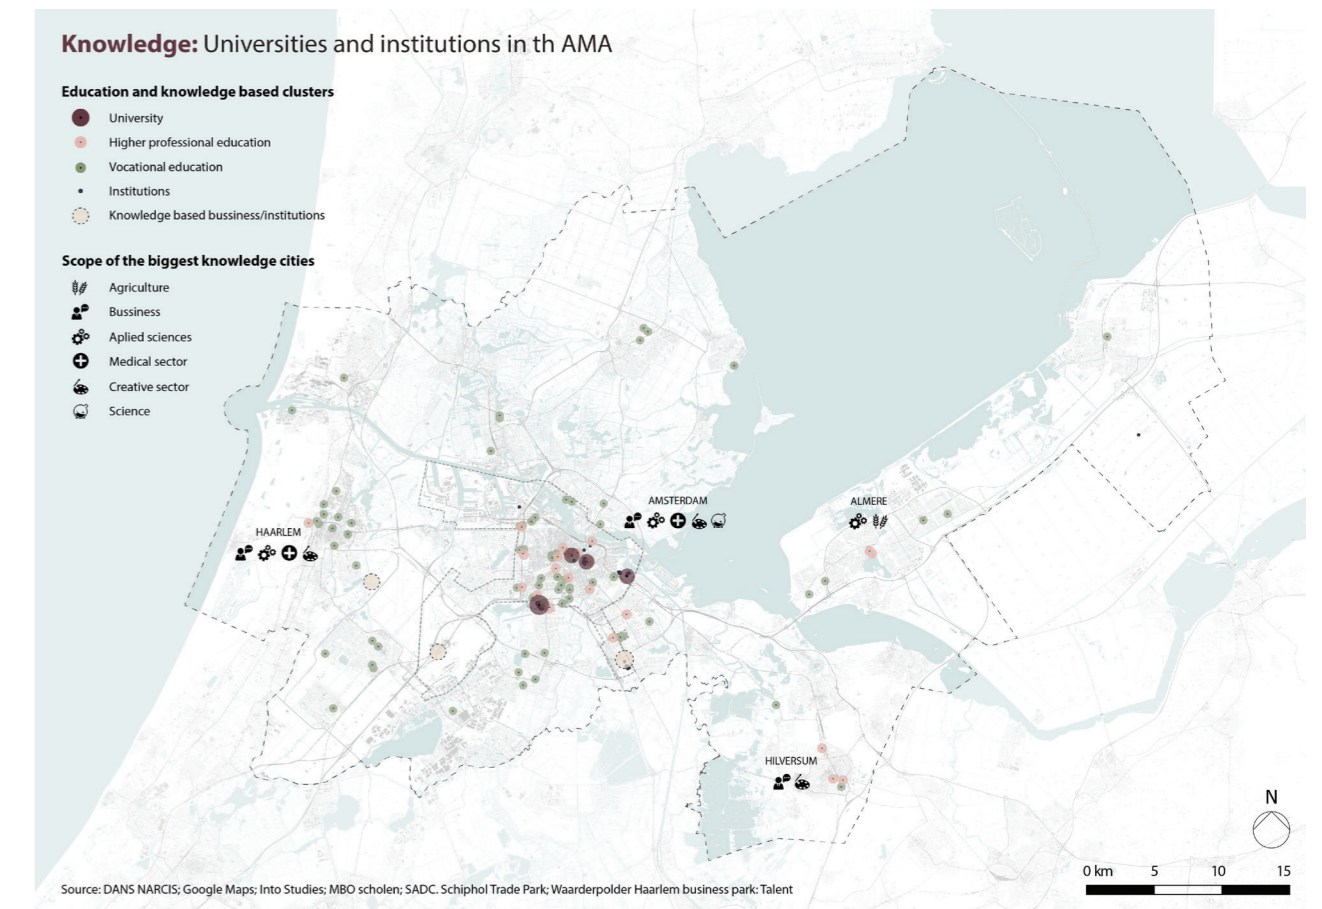 Knowledge: Universities and institutions in th AMA
Education and knowledge based clusters
University
Higher professional education
Vocational education
Institutions
Knowledge based bussiness/institutions
Scope of the biggest knowledge cities
Agriculture
Bussiness
Aplied sciences
Medical sector
Creative sector
Science
AMSTERDAM
ALMERE
HAARLEM
HILVERSUM
N
0 km 5 10 15
Source: DANS NARCIS; Google Maps; Into Studies; MBO scholen; SADC. Schiphol Trade Park; Waarderpolder Haarlem business park: Talent